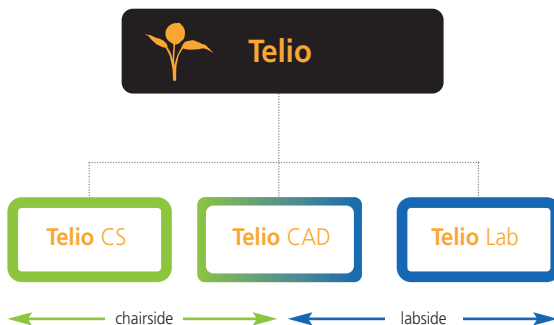 Telio
Telio CS
Telio CAD
Telio Lab
chairside
labside